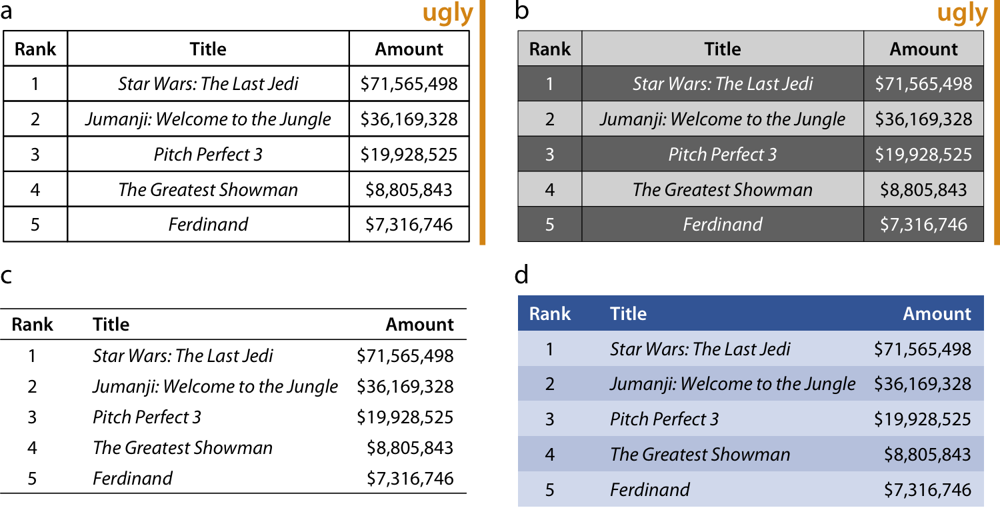 a
ugly
Rank Title Amount
1 Star Wars: The Last Jedi $71,565,498
2 Jumanji: Welcome to the Jungle $36,169,328
3 Pitch Perfect 3 $19,928,525
4 The Greatest Showman $8,805,843
5 Ferdinand $7,316,746
b
ugly
Rank Title Amount
1 Star Wars: The Last Jedi $71,565,498
2 Jumanji: Welcome to the Jungle $36,169,328
3 Pitch Perfect 3 $19,928,525
4 The Greatest Showman $8,805,843
5 Ferdinand $7,316,746
c
Rank Title Amount
1 Star Wars: The Last Jedi $71,565,498
2 Jumanji: Welcome to the Jungle $36,169,328
3 Pitch Perfect 3 $19,928,525
4 The Greatest Showman $8,805,843
5 Ferdinand $7,316,746
d
Rank Title Amount
1 Star Wars: The Last Jedi $71,565,498
2 Jumanji: Welcome to the Jungle $36,169,328
3 Pitch Perfect 3 $19,928,525
4 The Greatest Showman $8,805,843
5 Ferdinand $7,316,746